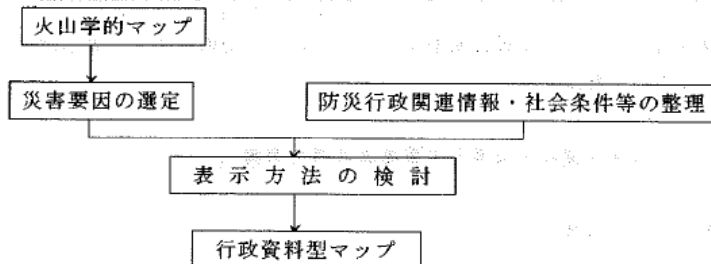 火山学的マップ
災害要因の選定
防災行政関連情報・社会条件等の整理
表示方法の検討
行政資料型マップ